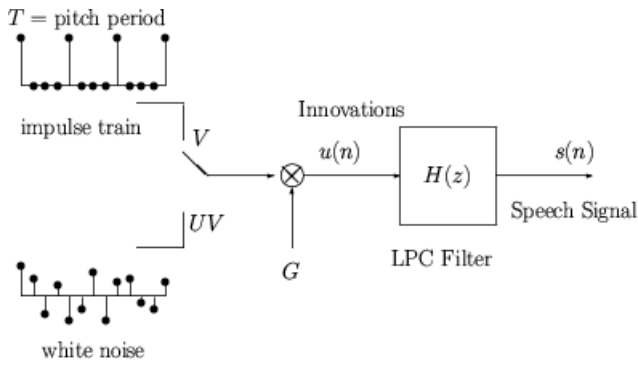 T = pitch period
impulse train
V
Innovations
u(n)
H(z)
s(n)
Speech Signal
UV
G
LPC Filter
white noise